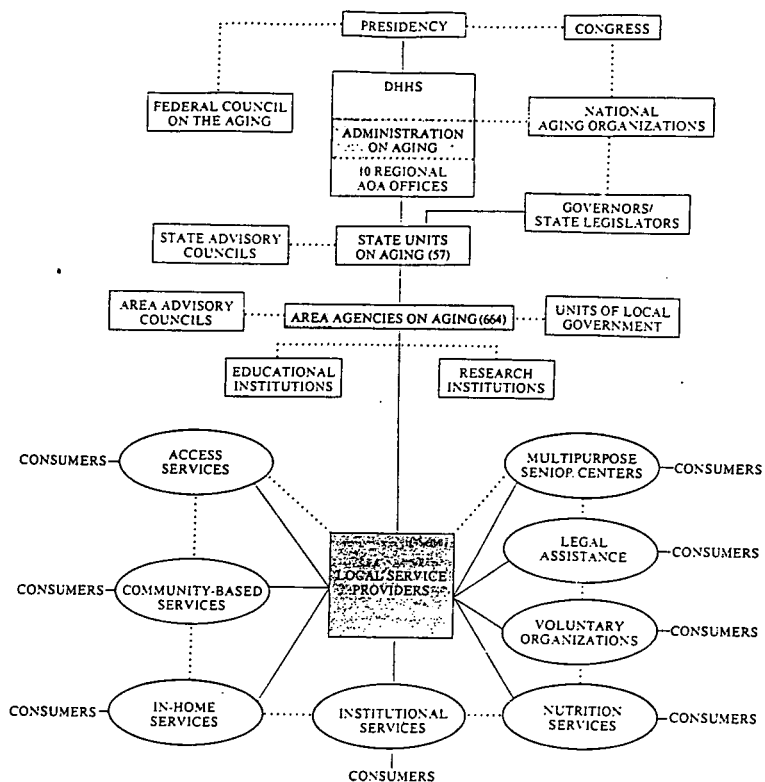 PRESIDENCY
CONGRESS
FEDERAL COUNCIL
ON THE AGING
DHHS
ADMINISTRATION
ON AGING
10 REGIONAL
AOA OFFICES
NATIONAL
AGING ORGANIZATIONS
GOVERNORS/
STATE LEGISLATORS
STATE ADVISORY
COUNCILS
STATE UNITS
ON AGING (57)
AREA ADVISORY
COUNCILS
AREA AGENCIES ON AGING (664)
UNITS OF LOCAL
GOVERNMENT
EDUCATIONAL
INSTITUTIONS
RESEARCH
INSTITUTIONS
CONSUMERS
ACCESS
SERVICES
MULTIPURPOSE
SENIOP. CENTERS
CONSUMERS
LEGAL
ASSISTANCE
CONSUMERS
CONSUMERS
COMMUNITY-BASED
SERVICES
LOCAL SERVICE
PROVIDERS
VOLUNTARY
ORGANIZATIONS
CONSUMERS
CONSUMERS
IN-HOME
SERVICES
INSTITUTIONAL
SERVICES
NUTRITION
SERVICES
CONSUMERS
CONSUMERS